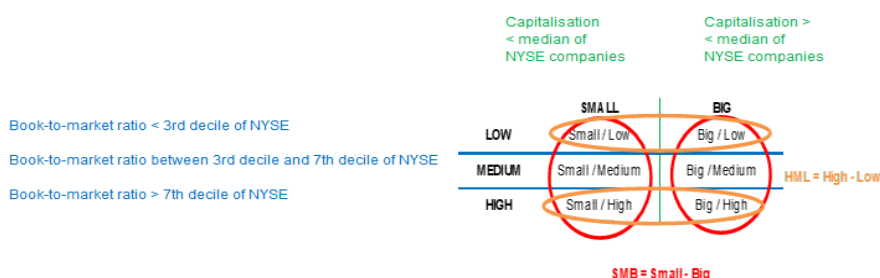 Capitalisation
< median of
NYSE companies
Capitalisation >
< median of
NYSE companies
SMALL
BIG
Book-to-market ratio < 3rd decile of NYSE
LOW
Small / Low
Big / Low
Book-to-market ratio between 3rd decile and 7th decile of NYSE
MEDIUM
Small /Medium
Big /Medium
HML = High - Low
Book-to-market ratio > 7th decile of NYSE
HIGH
Small / High
Big / High
SMB = Small - Big